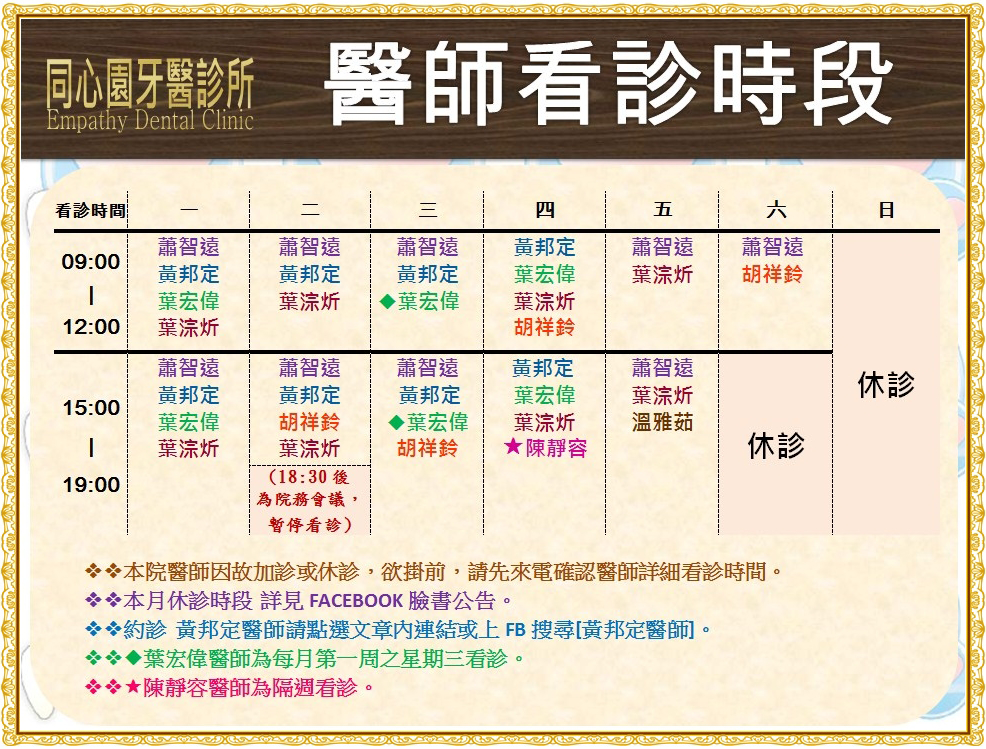 同心園牙醫診所
Empathy Dental Clinic
醫師看診時段
看診時間 一 二 三 四 五 六 日
09:00
|
12:00
蕭智遠 蕭智遠 蕭智遠 黃邦定 蕭智遠 蕭智遠
黃邦定 黃邦定 黃邦定 葉宏偉 葉淙炘 胡祥鈴
葉宏偉 葉淙炘 ◆葉宏偉 葉淙炘
葉淙炘 胡祥鈴
15:00
|
19:00
蕭智遠 蕭智遠 蕭智遠 黃邦定 蕭智遠
黃邦定 黃邦定 黃邦定 葉宏偉 葉淙炘
葉宏偉 胡祥鈴 ◆葉宏偉 葉淙炘 溫雅茹
葉淙炘 葉淙炘 胡祥鈴 ★陳靜容
(18:30後
為院務會議,
暫停看診)
休診
休診
❖❖本院醫師因故加診或休診,欲掛前,請先來電確認醫師詳細看診時間。
❖❖本月休診時段 詳見 FACEBOOK 臉書公告。
❖❖約診 黃邦定醫師請點選文章內連結或上 FB 搜尋[黃邦定醫師]。
❖❖◆葉宏偉醫師為每月第一周之星期三看診。
❖❖★陳靜容醫師為隔週看診。